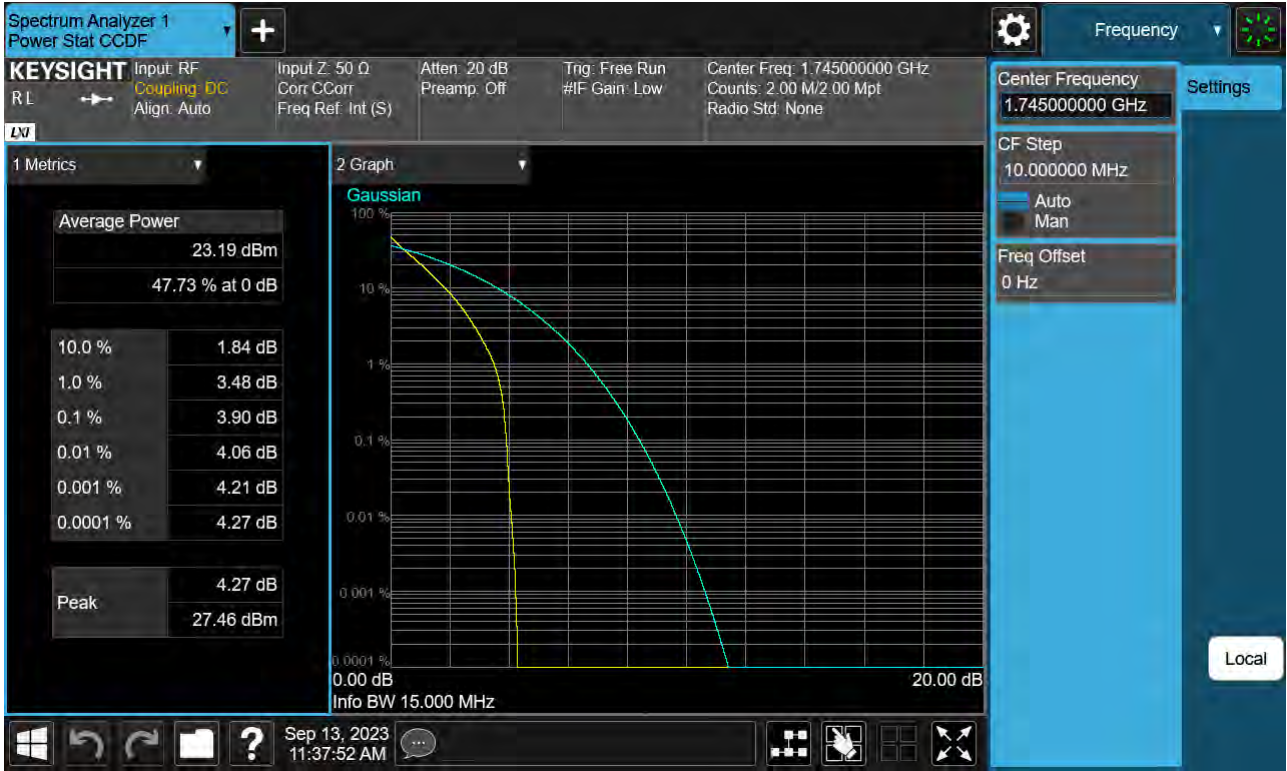 Spectrum Analyzer 1
Power Stat CCDF
Frequency
KEYSIGHT
R L
LXI
Input: RF
Coupling: DC
Align: Auto
Input Z: 50 Ω
Corr CCorr
Freq Ref: Int (S)
Atten: 20 dB
Preamp: Off
Trig: Free Run
#IF Gain: Low
Center Freq: 1.745000000 GHz
Counts: 2.00 M/2.00 Mpt
Radio Std: None
Center Frequency
1.745000000 GHz
Settings
CF Step
10.000000 MHz
Auto
Man
Freq Offset
0 Hz
Local
1 Metrics
Average Power
23.19 dBm
47.73 % at 0 dB
10.0 % 1.84 dB
1.0 % 3.48 dB
0.1 % 3.90 dB
0.01 % 4.06 dB
0.001 % 4.21 dB
0.0001 % 4.27 dB
Peak 4.27 dB
27.46 dBm
2 Graph
Gaussian
100 %
10 %
1 %
0.1 %
0.01 %
0.001 %
0.0001 %
0.00 dB 20.00 dB
Info BW 15.000 MHz
?
Sep 13, 2023
11:37:52 AM